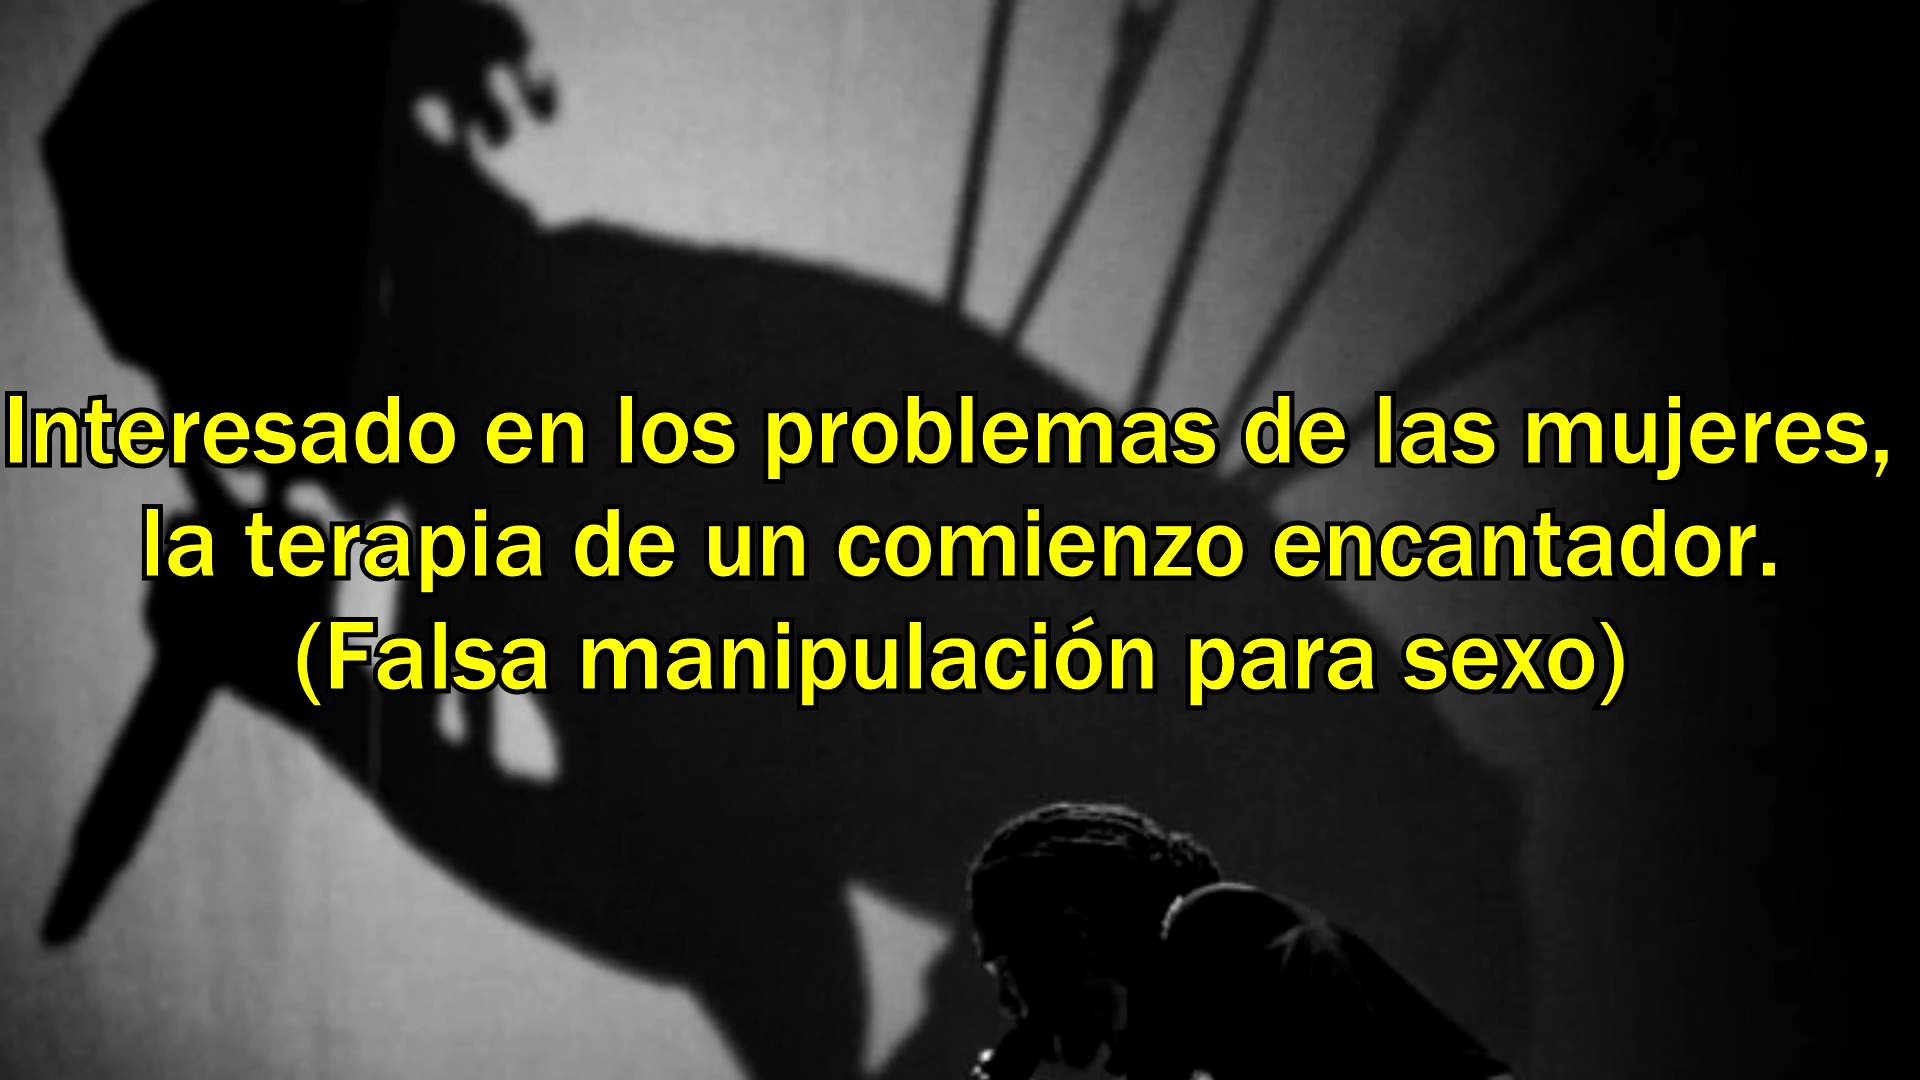 Interesado en los problemas de las mujeres,
la terapia de un comienzo encantador.
(Falsa manipulación para sexo)